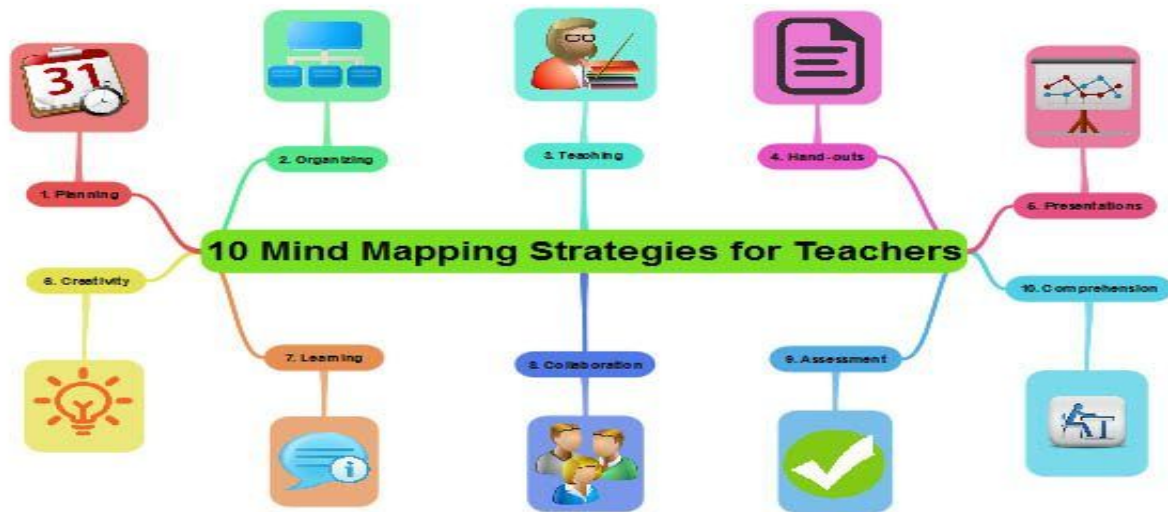 31
2. Organizing
3. Teaching
4. Hand-outs
1. Planning
5. Presentations
10 Mind Mapping Strategies for Teachers
6. Creativity
10. Comprehension
7. Learning
8. Collaboration
9. Assessment
i